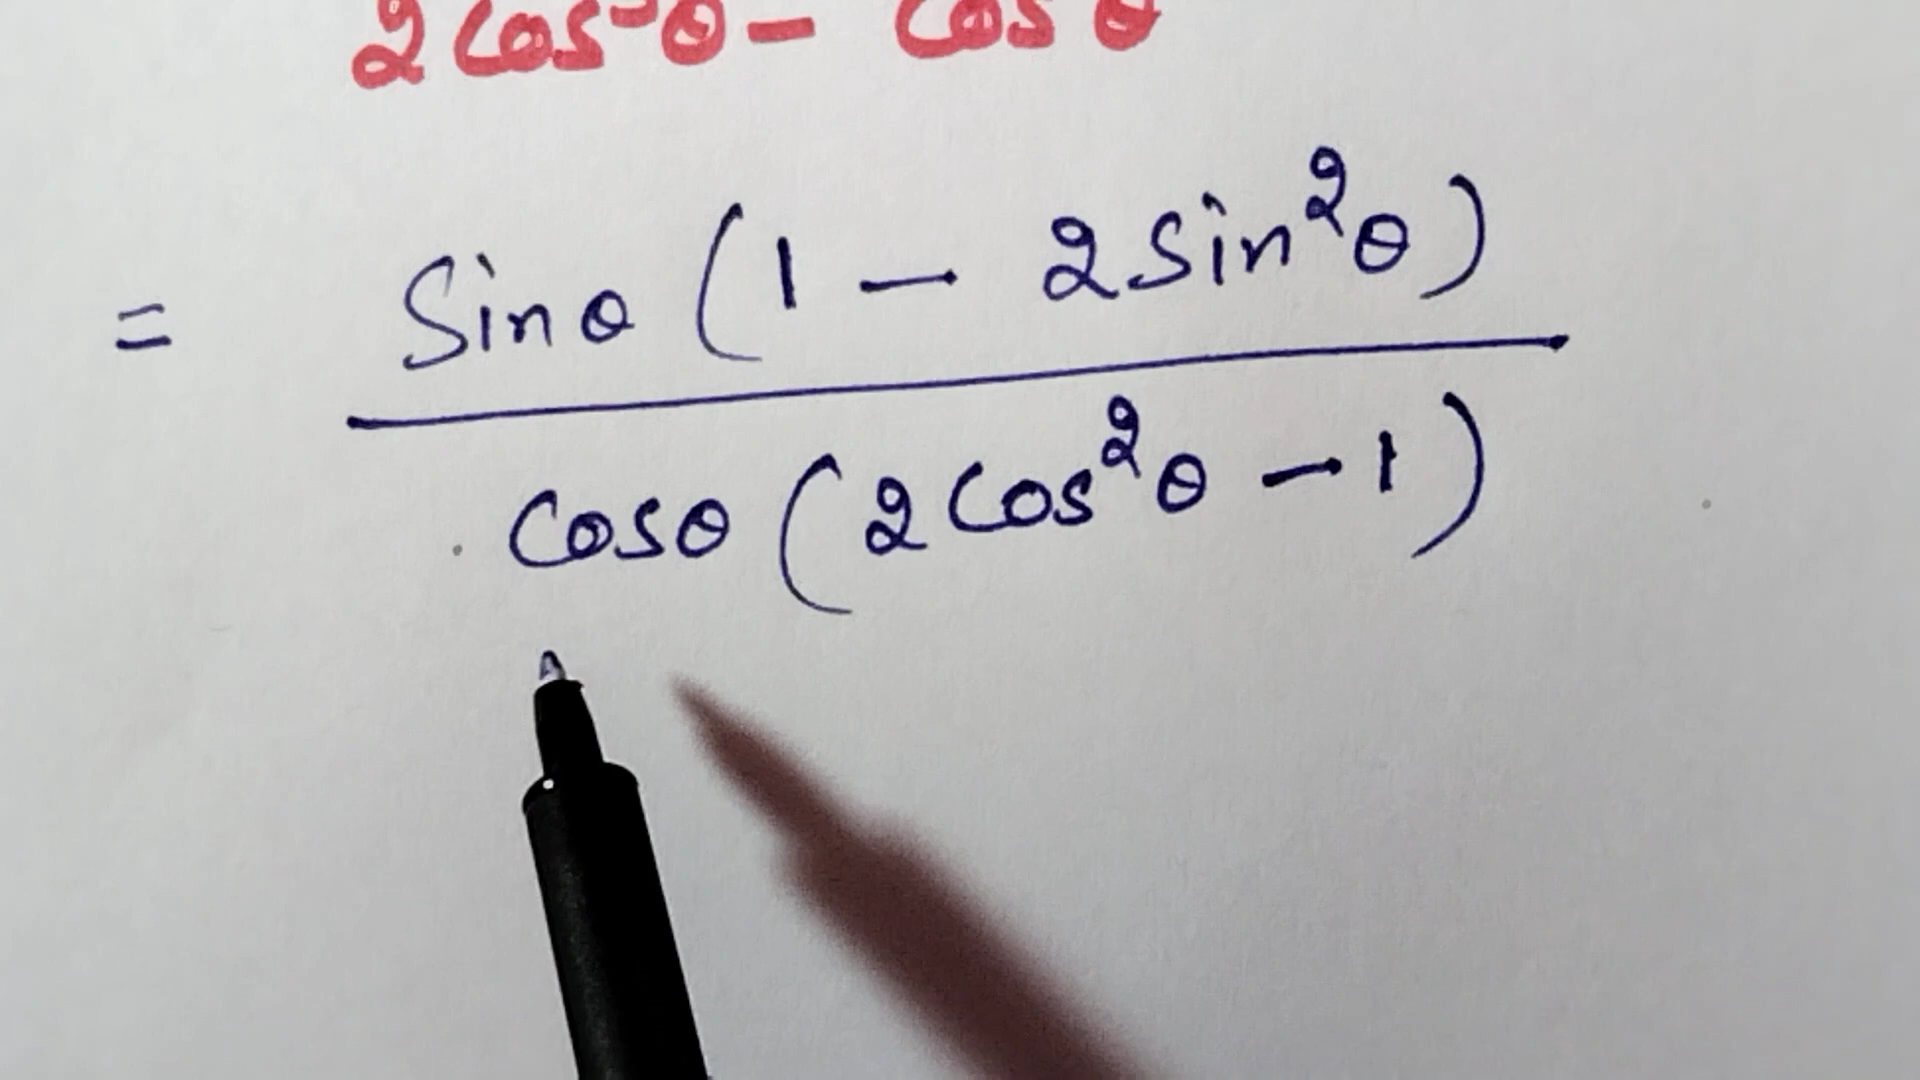 2cos³θ - cosθ
= Sinθ (1 - 2Sin²θ)
cosθ (2cos²θ - 1)